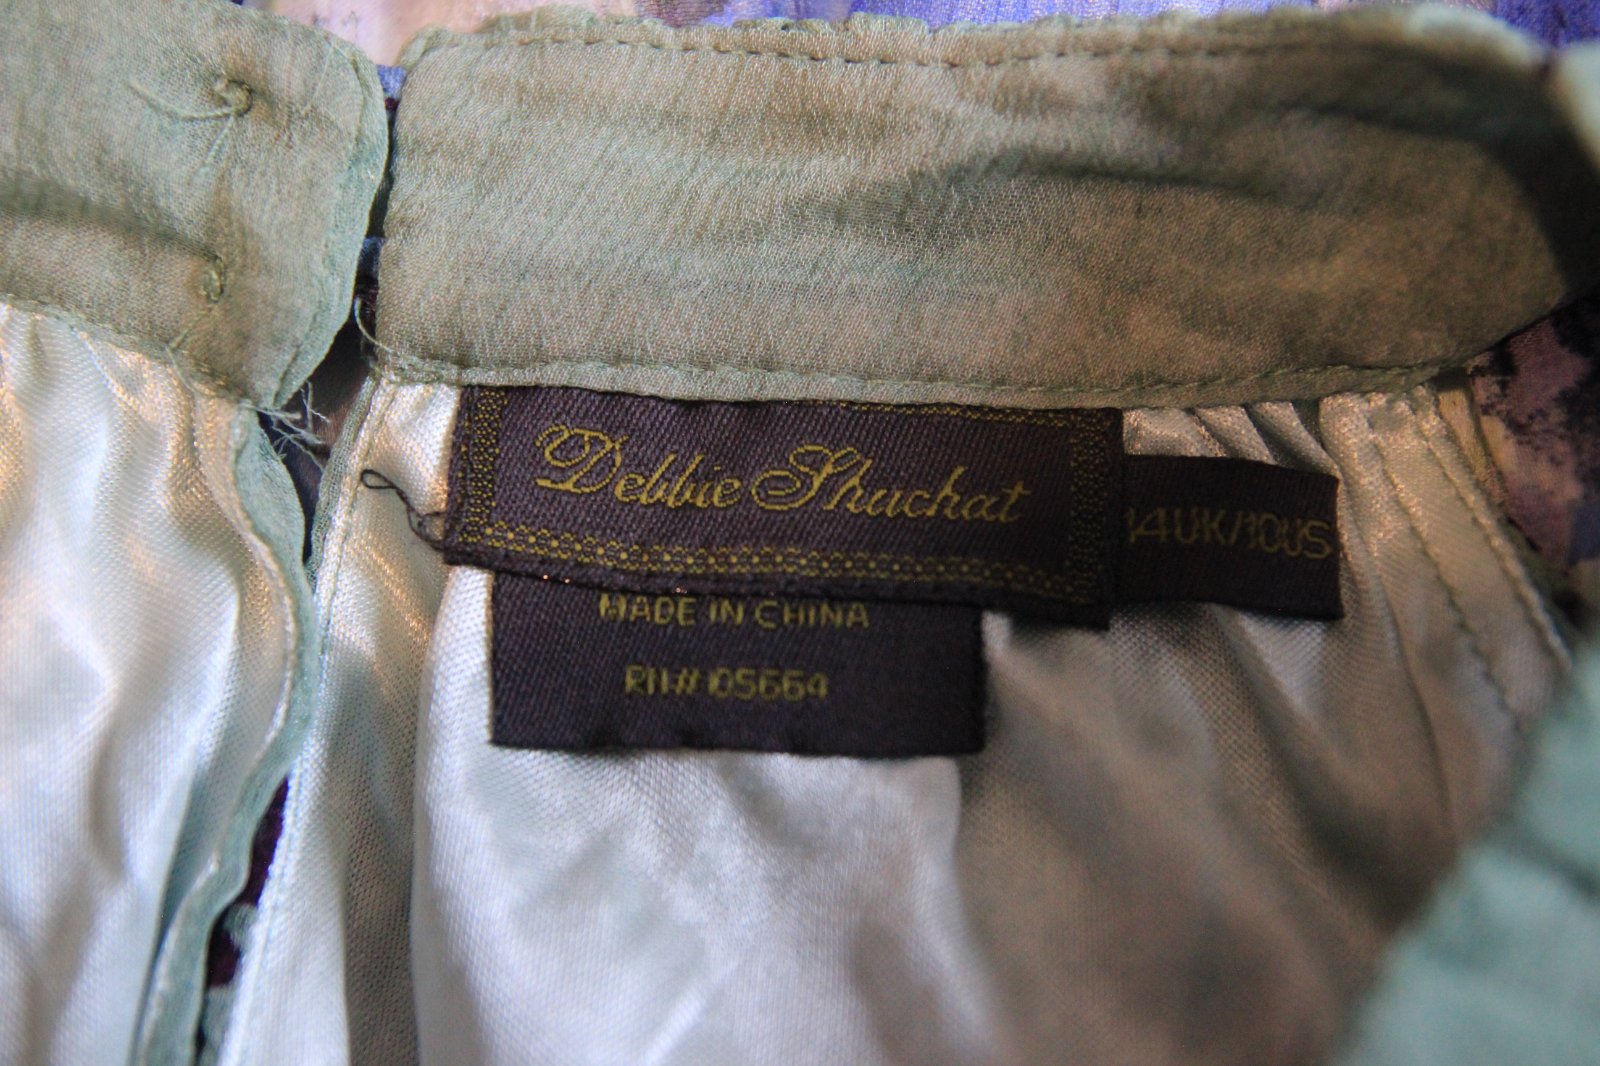 Debbie Shuchat
14UK/10US
MADE IN CHINA
RN# 105664